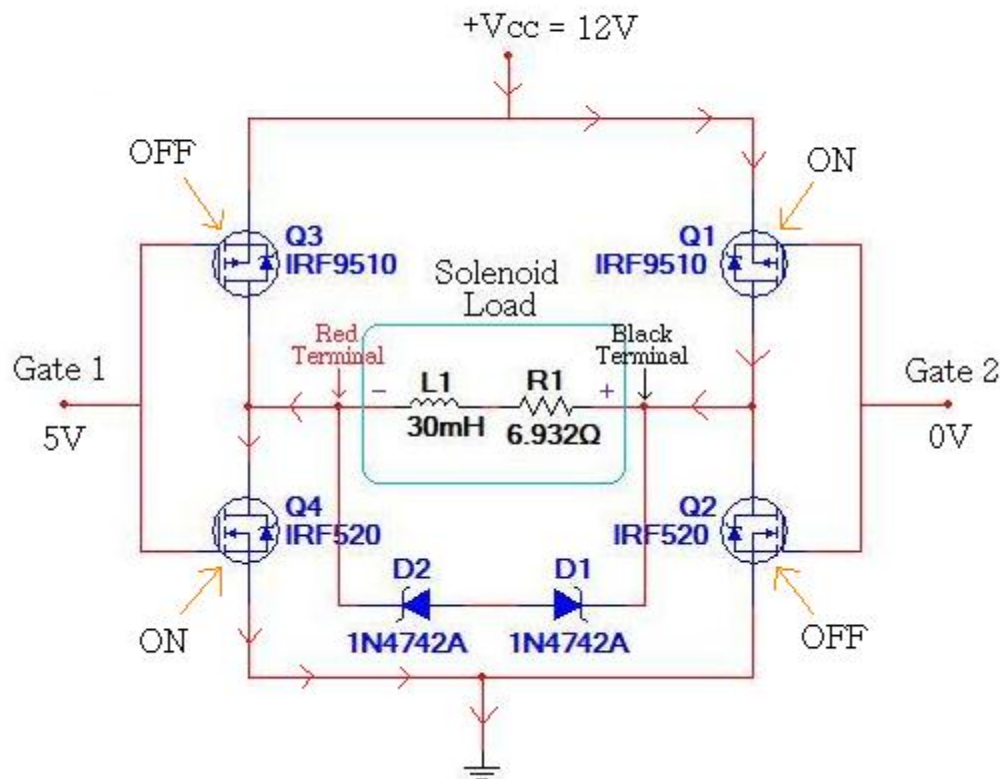 +Vcc = 12V
OFF
ON
Q3
IRF9510
Q1
IRF9510
Solenoid
Load
Red
Terminal
Black
Terminal
Gate 1
5V
Gate 2
0V
− L1 R1 +
30mH 6.932Ω
Q4
IRF520
Q2
IRF520
D2
D1
1N4742A
1N4742A
ON
OFF